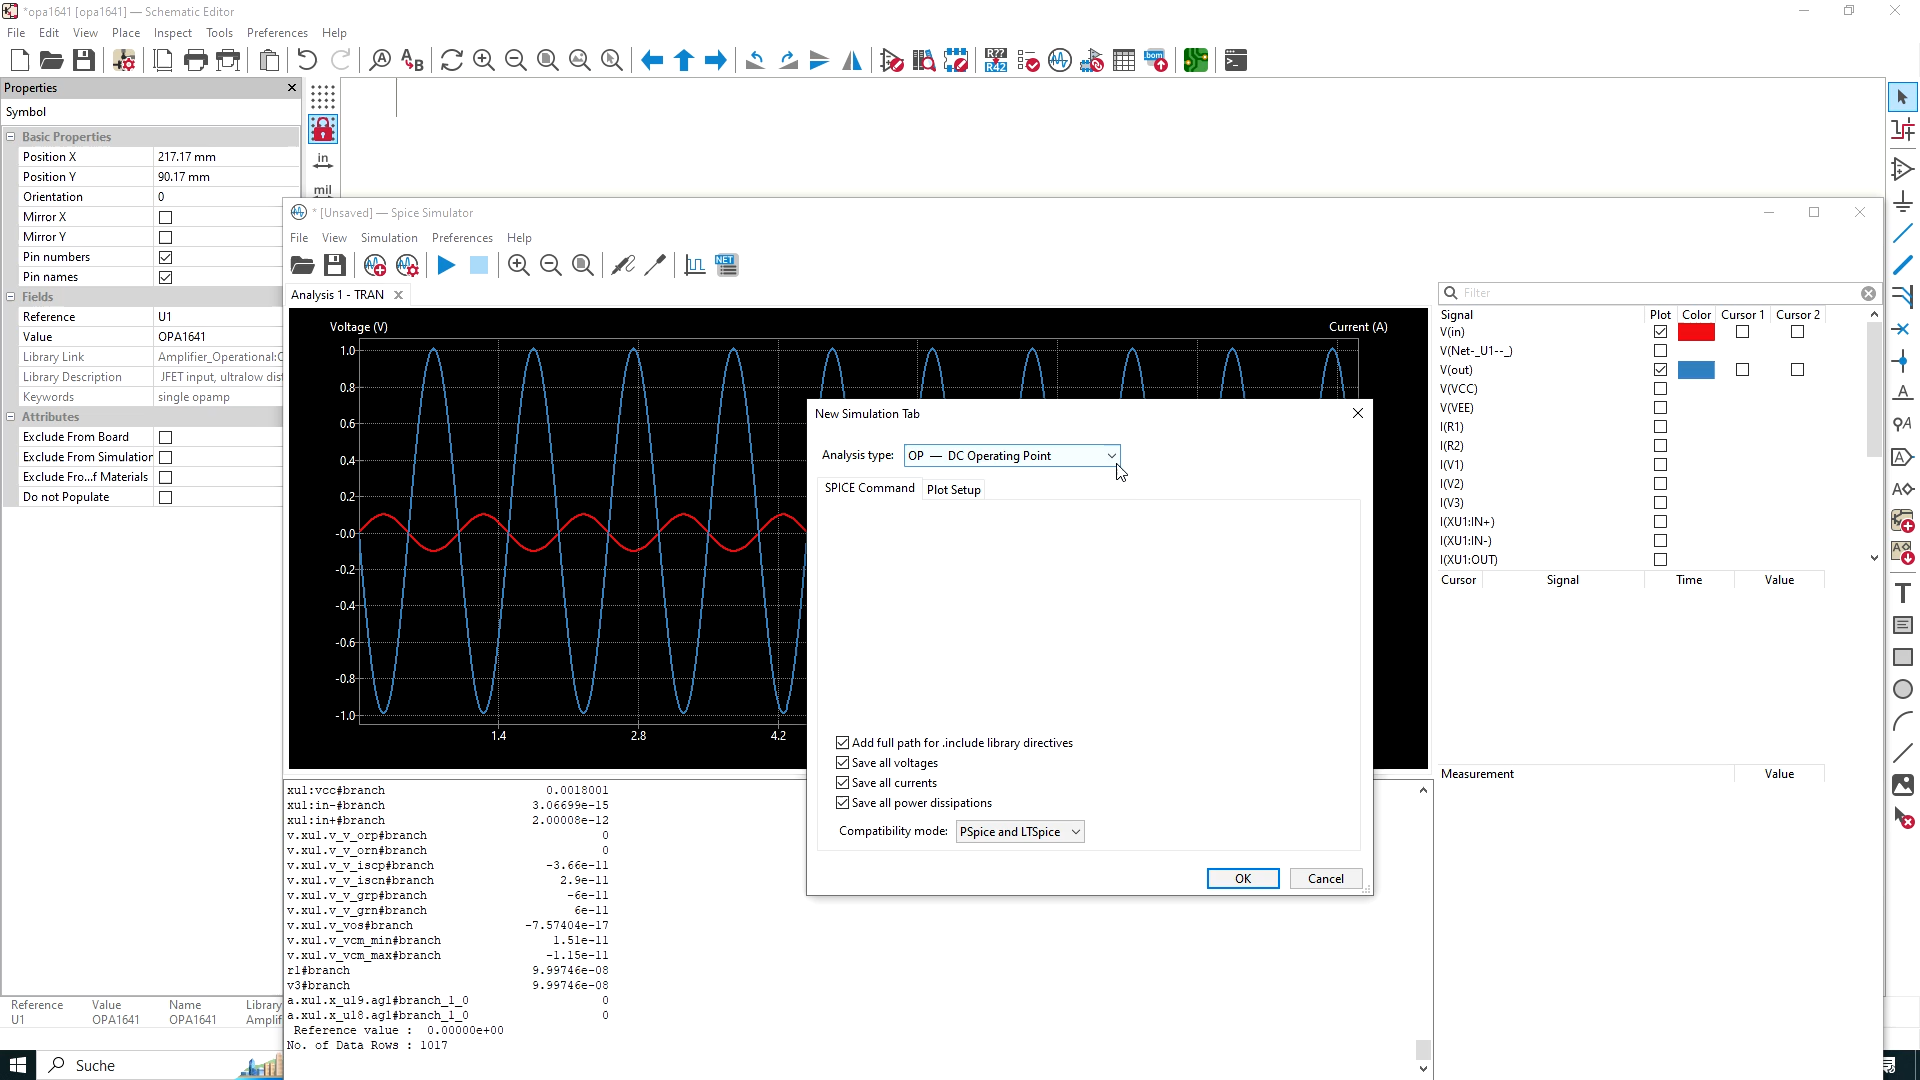 *opa1641 [opa1641] — Schematic Editor
File Edit View Place Inspect Tools Preferences Help
Properties
Symbol
Basic Properties
Position X 217.17 mm
Position Y 90.17 mm
Orientation 0
Mirror X
Mirror Y
Pin numbers
Pin names
Fields
Reference U1
Value OPA1641
Library Link Amplifier_Operational:
Library Description JFET input, ultralow dis
Keywords single opamp
Attributes
Exclude From Board
Exclude From Simulation
Exclude Fro...f Materials
Do not Populate
Reference Value Name Library
U1 OPA1641 OPA1641 Amplif
Suche
in
mil
* [Unsaved] — Spice Simulator
File View Simulation Preferences Help
NET
Analysis 1 - TRAN
Voltage (V) Current (A)
1.0
0.8
0.6
0.4
0.2
-0.0
-0.2
-0.4
-0.6
-0.8
-1.0
1.4 2.8 4.2
New Simulation Tab
Analysis type: OP — DC Operating Point
SPICE Command Plot Setup
Add full path for .include library directives
Save all voltages
Save all currents
Save all power dissipations
Compatibility mode: PSpice and LTSpice
OK Cancel
Filter
Signal Plot Color Cursor 1 Cursor 2
V(in)
V(Net-_U1--_)
V(out)
V(VCC)
V(VEE)
I(R1)
I(R2)
I(V1)
I(V2)
I(V3)
I(XU1:IN+)
I(XU1:IN-)
I(XU1:OUT)
Cursor Signal Time Value
Measurement Value
xu1:vcc#branch 0.0018001
xu1:in-#branch 3.06699e-15
xu1:in+#branch 2.00008e-12
v.xu1.v_v_orp#branch 0
v.xu1.v_v_orn#branch 0
v.xu1.v_v_iscp#branch -3.66e-11
v.xu1.v_v_iscn#branch 2.9e-11
v.xu1.v_v_grp#branch -6e-11
v.xu1.v_v_grn#branch 6e-11
v.xu1.v_vos#branch -7.57404e-17
v.xu1.v_vcm_min#branch 1.51e-11
v.xu1.v_vcm_max#branch -1.15e-11
r1#branch 9.99746e-08
v3#branch 9.99746e-08
a.xu1.x_u19.ag1#branch_1_0 0
a.xu1.x_u18.ag1#branch_1_0 0
Reference value : 0.00000e+00
No. of Data Rows : 1017